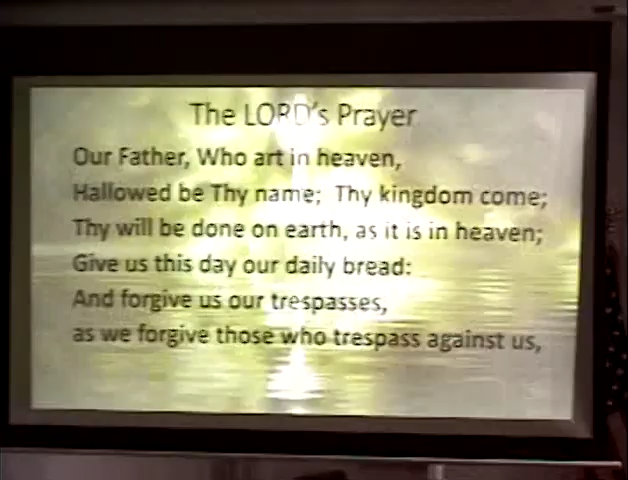 The LORD's Prayer
Our Father, Who art in heaven,
Hallowed be Thy name; Thy kingdom come;
Thy will be done on earth, as it is in heaven;
Give us this day our daily bread:
And forgive us our trespasses,
as we forgive those who trespass against us,